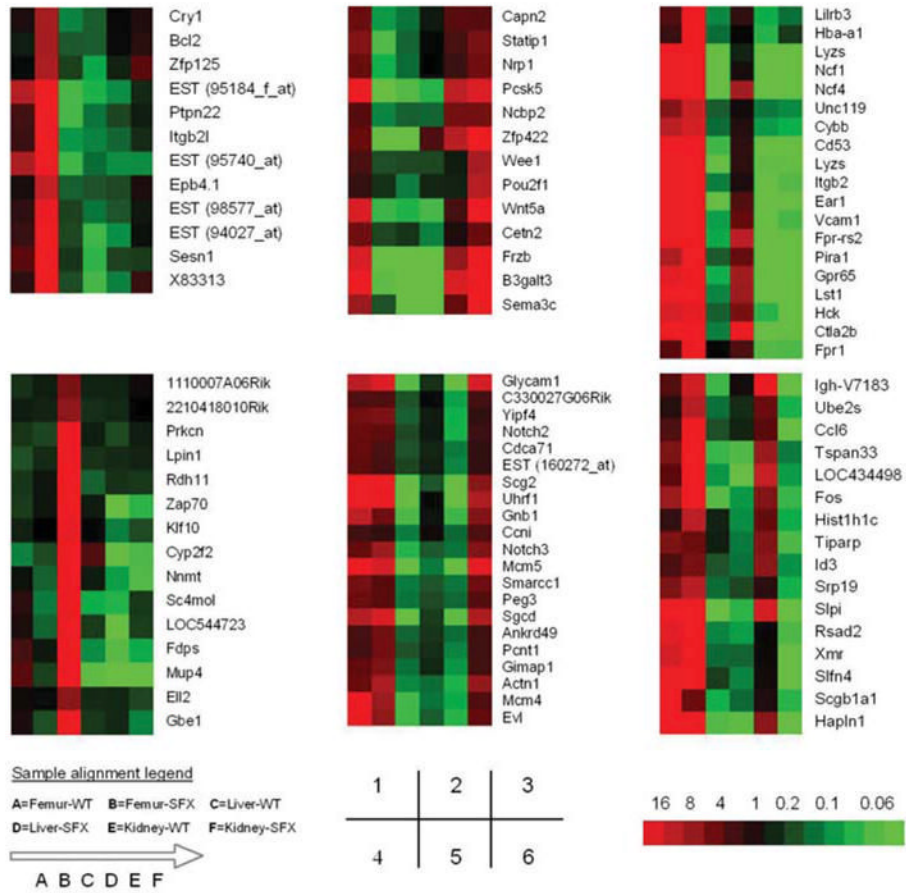 Cry1
Bcl2
Zfp125
EST (95184_f_at)
Ptpn22
Itgb2l
EST (95740_at)
Epb4.1
EST (98577_at)
EST (94027_at)
Sesn1
X83313
Capn2
Statip1
Nrp1
Pcsk5
Ncbp2
Zfp422
Wee1
Pou2f1
Wnt5a
Cetn2
Frzb
B3galt3
Sema3c
Lilrb3
Hba-a1
Lyzs
Ncf1
Ncf4
Unc119
Cybb
Cd53
Lyzs
Itgb2
Ear1
Vcam1
Fpr-rs2
Pira1
Gpr65
Lst1
Hck
Ctla2b
Fpr1
1110007A06Rik
2210418010Rik
Prkcn
Lpin1
Rdh11
Zap70
Klf10
Cyp2f2
Nnmt
Sc4mol
LOC544723
Fdps
Mup4
Ell2
Gbe1
Glycam1
C330027G06Rik
Yipf4
Notch2
Cdca71
EST (160272_at)
Scg2
Uhrf1
Gnb1
Ccni
Notch3
Mcm5
Smarcc1
Peg3
Sgcd
Ankrd49
Pcnt1
Gimap1
Actn1
Mcm4
Evl
Igh-V7183
Ube2s
Ccl6
Tspan33
LOC434498
Fos
Hist1h1c
Tiparp
Id3
Srp19
Slpi
Rsad2
Xmr
Slfn4
Scgb1a1
Hapln1
Sample alignment legend
A=Femur-WT B=Femur-SFX C=Liver-WT
D=Liver-SFX E=Kidney-WT F=Kidney-SFX
A B C D E F
1 2 3
4 5 6
16 8 4 1 0.2 0.1 0.06